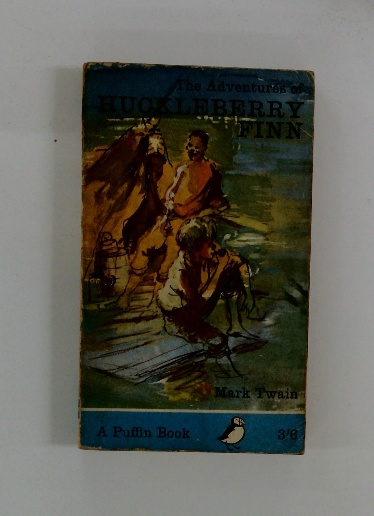 The Adventures of
HUCKLEBERRY
FINN
Mark Twain
A Puffin Book 3'6